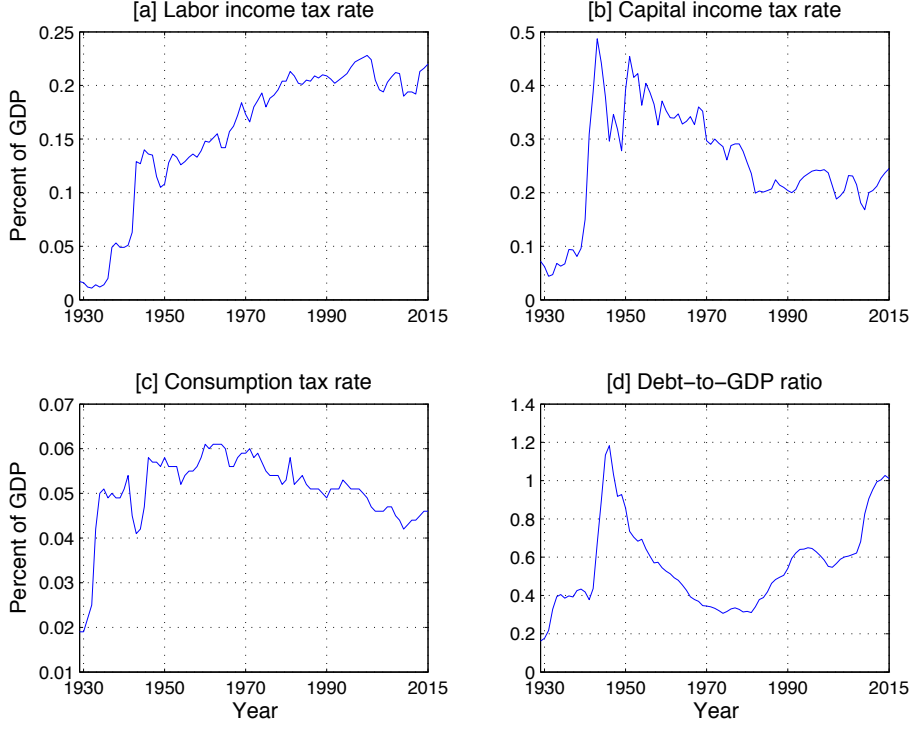 [a] Labor income tax rate
Percent of GDP
0.25
0.2
0.15
0.1
0.05
0
1930 1950 1970 1990 2015
[b] Capital income tax rate
0.5
0.4
0.3
0.2
0.1
0
1930 1950 1970 1990 2015
[c] Consumption tax rate
Percent of GDP
0.07
0.06
0.05
0.04
0.03
0.02
0.01
1930 1950 1970 1990 2015
Year
[d] Debt−to−GDP ratio
1.4
1.2
1
0.8
0.6
0.4
0.2
0
1930 1950 1970 1990 2015
Year